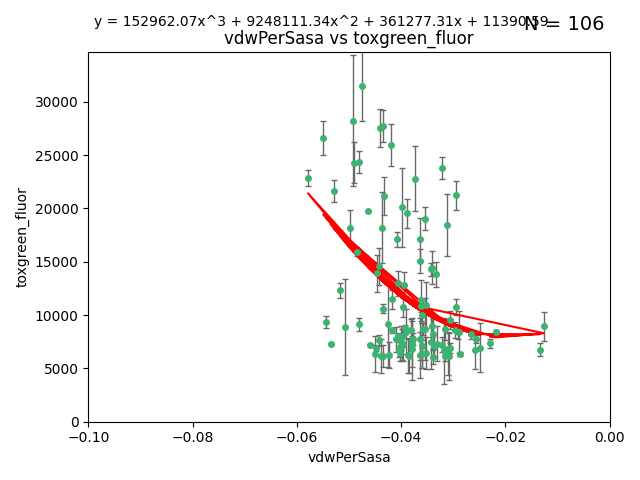 y = 152962.07x^3 + 9248111.34x^2 + 361277.31x + 11390.59
N = 106
vdwPerSasa vs toxgreen_fluor
toxgreen_fluor
30000
25000
20000
15000
10000
5000
0
−0.10
−0.08
−0.06
−0.04
−0.02
0.00
vdwPerSasa